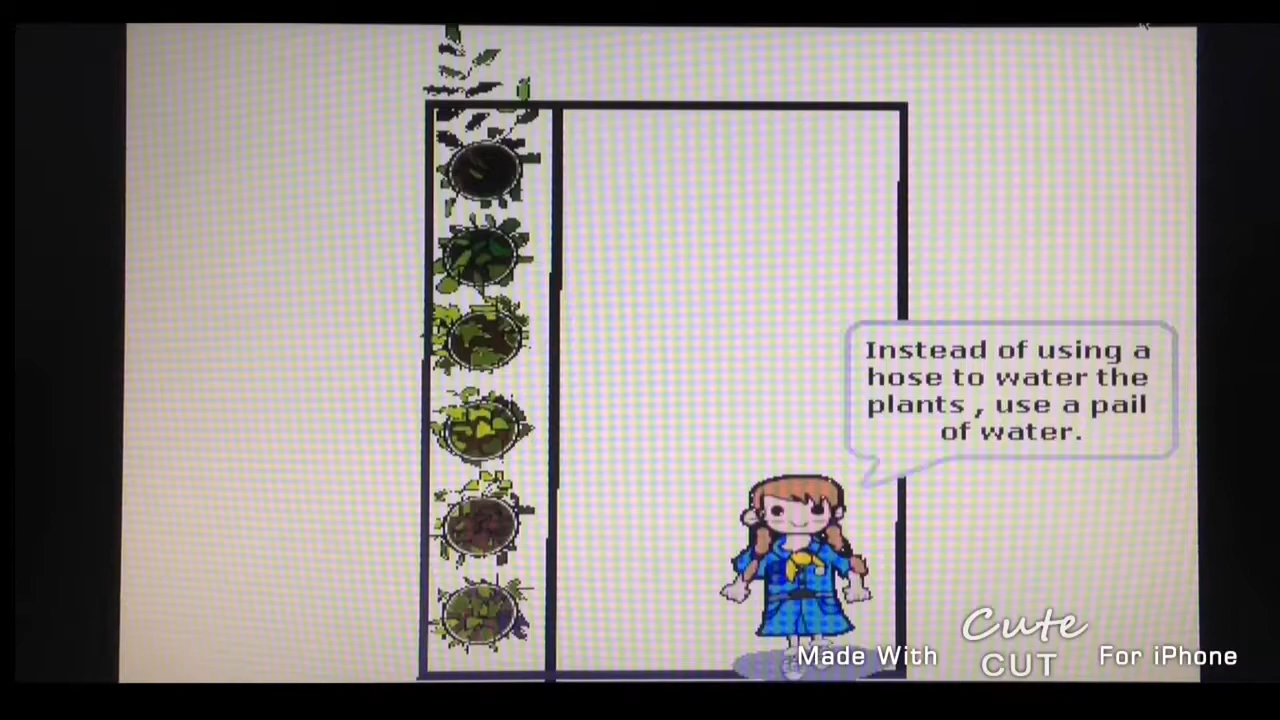 Instead of using a
hose to water the
plants , use a pail
of water.
Cute
Made With CUT For iPhone